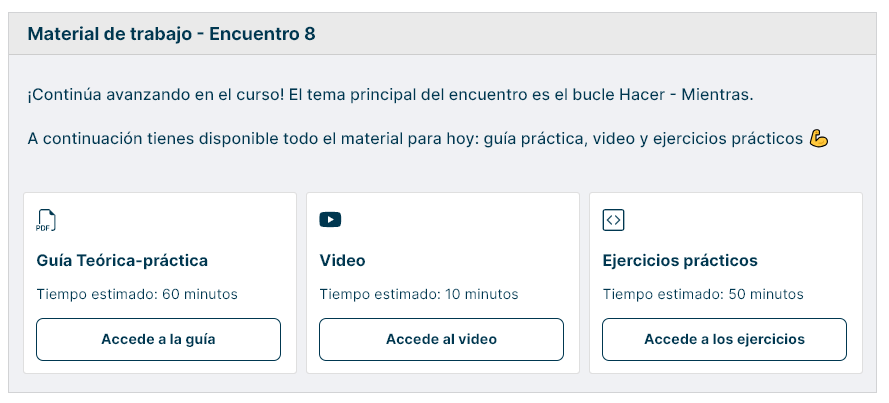 Material de trabajo - Encuentro 8
¡Continúa avanzando en el curso! El tema principal del encuentro es el bucle Hacer - Mientras.
A continuación tienes disponible todo el material para hoy: guía práctica, video y ejercicios prácticos 💪
PDF
Guía Teórica-práctica
Tiempo estimado: 60 minutos
Accede a la guía
Video
Tiempo estimado: 10 minutos
Accede al video
Ejercicios prácticos
Tiempo estimado: 50 minutos
Accede a los ejercicios